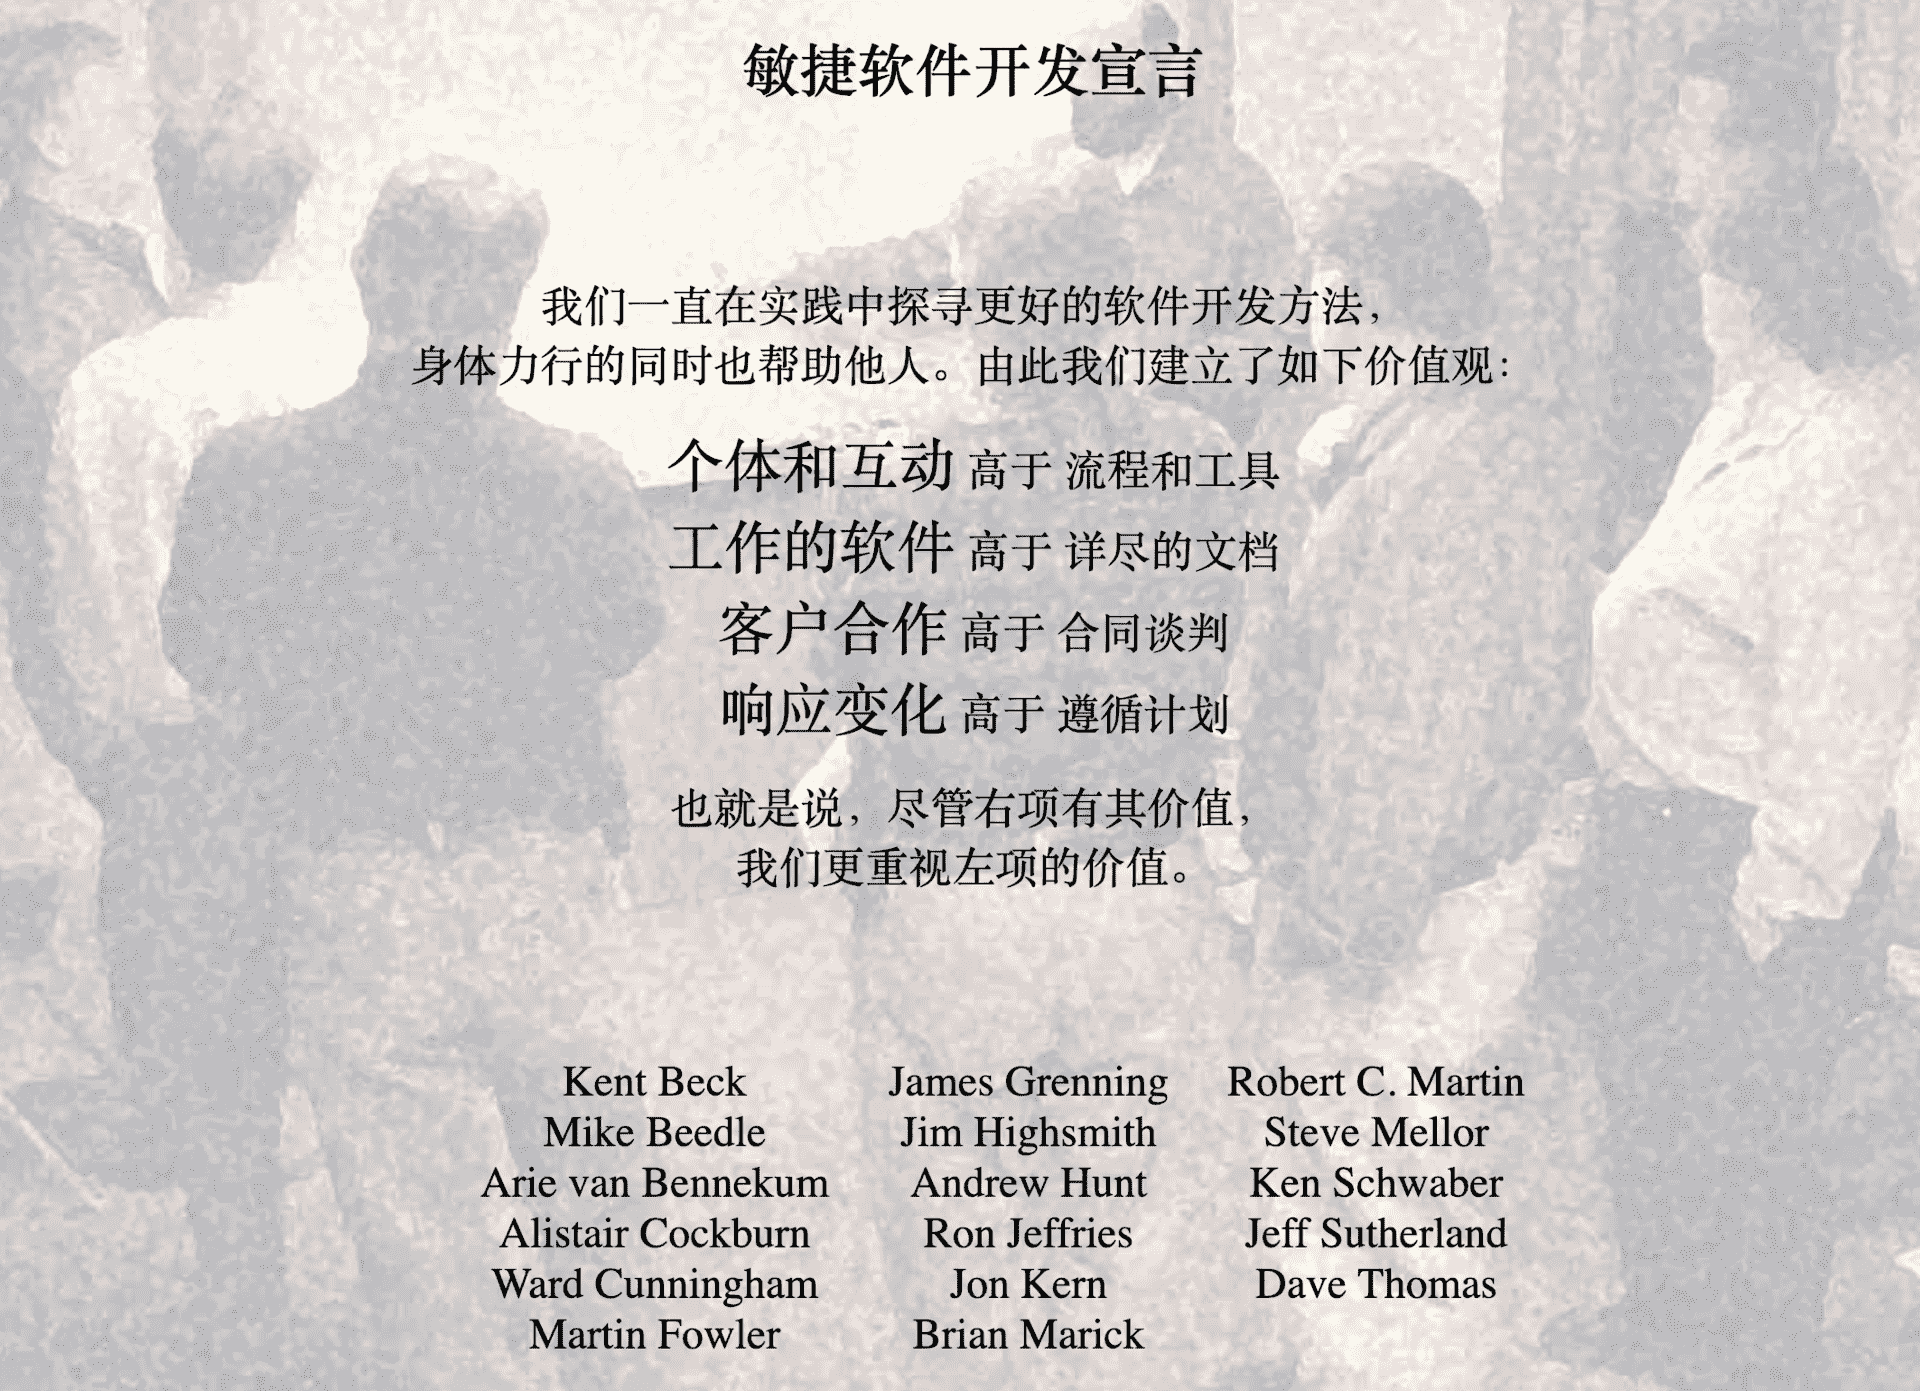 敏捷软件开发宣言
我们一直在实践中探寻更好的软件开发方法，
身体力行的同时也帮助他人。由此我们建立了如下价值观：
个体和互动 高于 流程和工具
工作的软件 高于 详尽的文档
客户合作 高于 合同谈判
响应变化 高于 遵循计划
也就是说，尽管右项有其价值，
我们更重视左项的价值。
Kent Beck
Mike Beedle
Arie van Bennekum
Alistair Cockburn
Ward Cunningham
Martin Fowler
James Grenning
Jim Highsmith
Andrew Hunt
Ron Jeffries
Jon Kern
Brian Marick
Robert C. Martin
Steve Mellor
Ken Schwaber
Jeff Sutherland
Dave Thomas